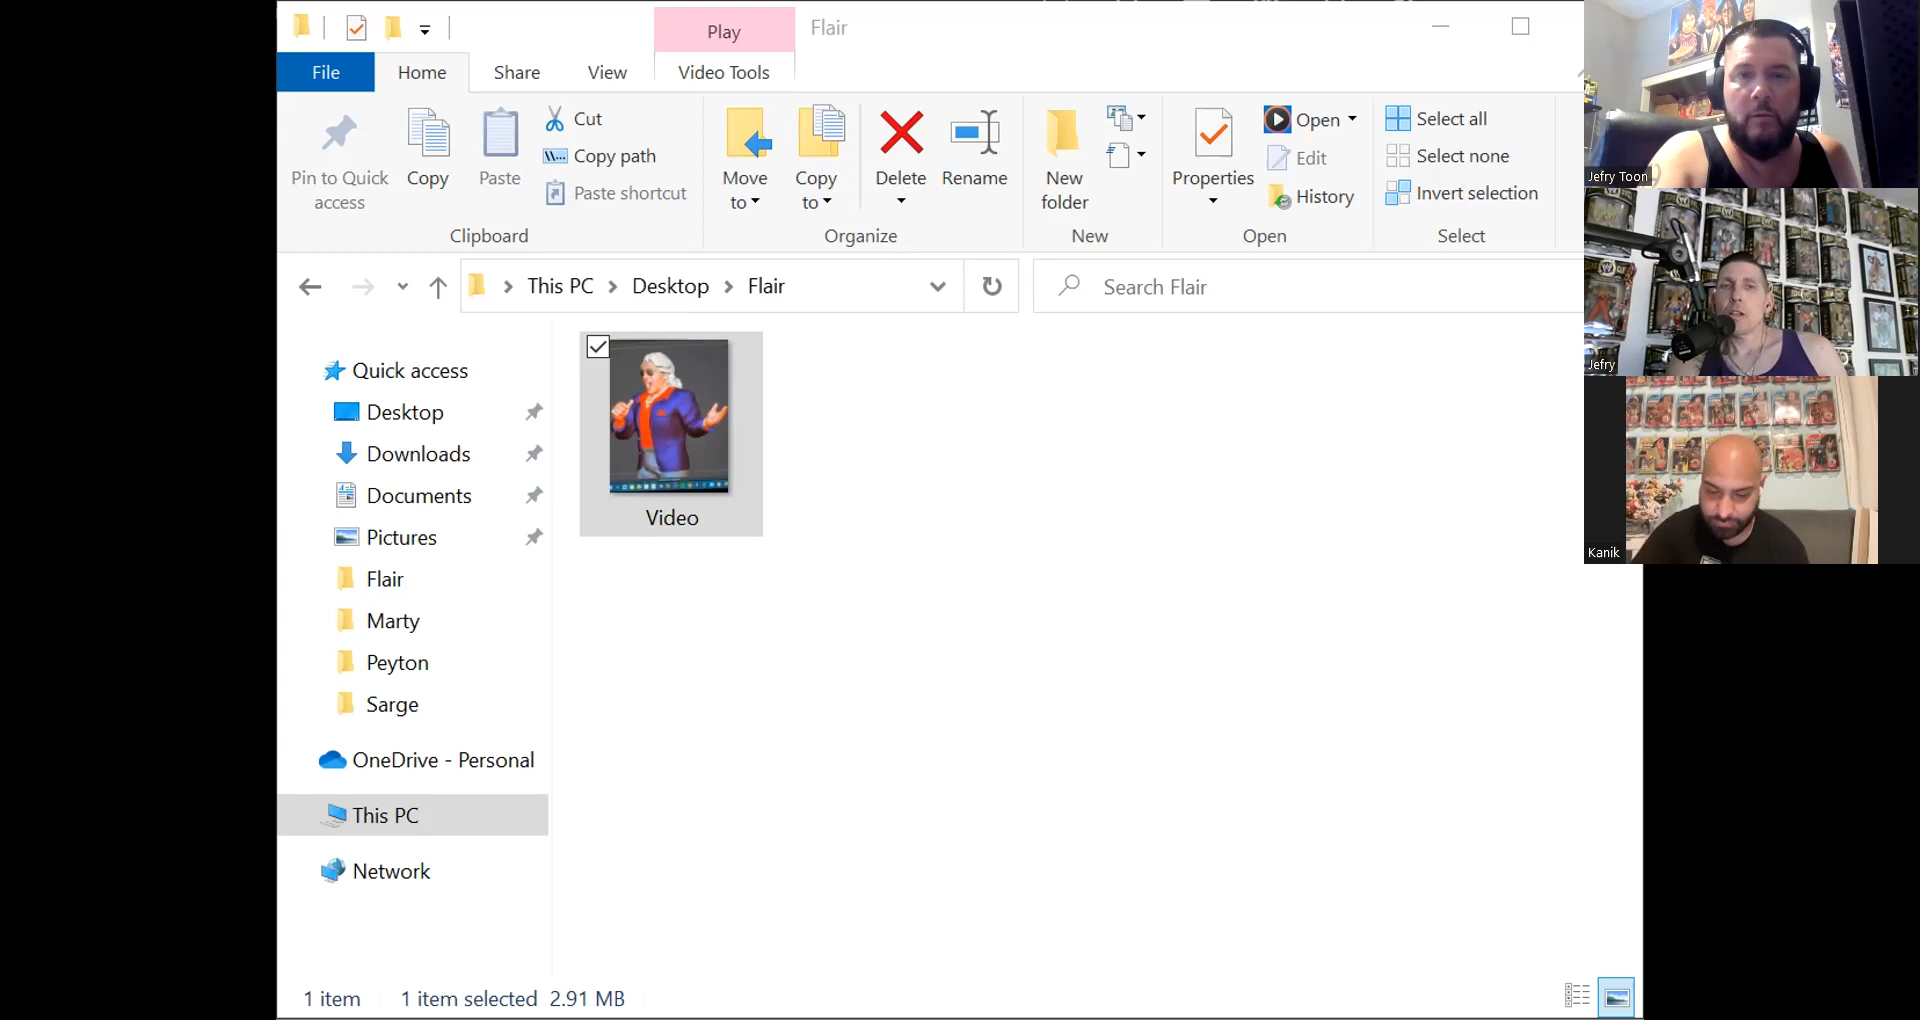 Play
Flair
File
Home
Share
View
Video Tools
Pin to Quick
access
Copy
Paste
Cut
Copy path
Paste shortcut
Clipboard
Move
to
Copy
to
Delete
Rename
Organize
New
folder
New
Properties
Open
Edit
History
Open
Select all
Select none
Invert selection
Select
This PC
Desktop
Flair
Search Flair
Quick access
Desktop
Downloads
Documents
Pictures
Flair
Marty
Peyton
Sarge
OneDrive - Personal
This PC
Network
Video
1 item
1 item selected 2.91 MB
Jefry Toon
Jefry
Kanik